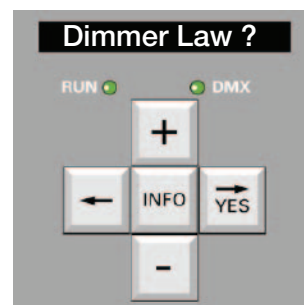 Dimmer Law ?
RUN DMX
+
← INFO → YES
-